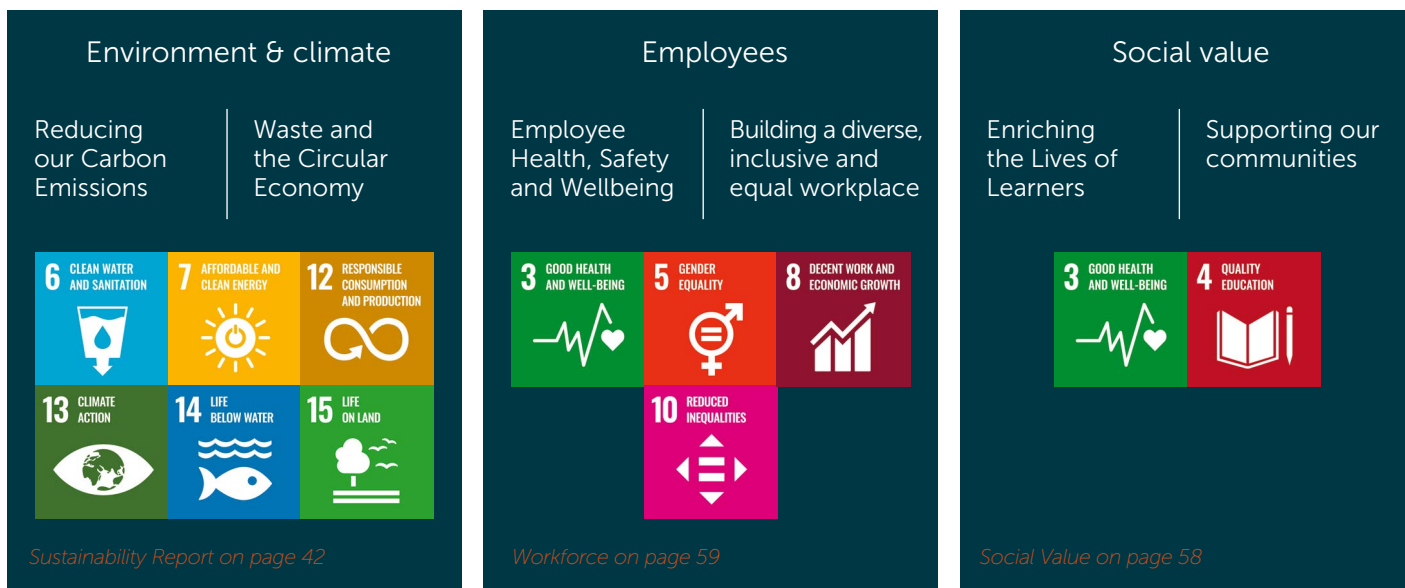 Environment & climate
Reducing
our Carbon
Emissions
Waste and
the Circular
Economy
6 CLEAN WATER
AND SANITATION
7 AFFORDABLE AND
CLEAN ENERGY
12 RESPONSIBLE
CONSUMPTION
AND PRODUCTION
13 CLIMATE
ACTION
14 LIFE
BELOW WATER
15 LIFE
ON LAND
Sustainability Report on page 42
Employees
Employee
Health, Safety
and Wellbeing
Building a diverse,
inclusive and
equal workplace
3 GOOD HEALTH
AND WELL-BEING
5 GENDER
EQUALITY
8 DECENT WORK AND
ECONOMIC GROWTH
10 REDUCED
INEQUALITIES
Workforce on page 59
Social value
Enriching
the Lives of
Learners
Supporting our
communities
3 GOOD HEALTH
AND WELL-BEING
4 QUALITY
EDUCATION
Social Value on page 58